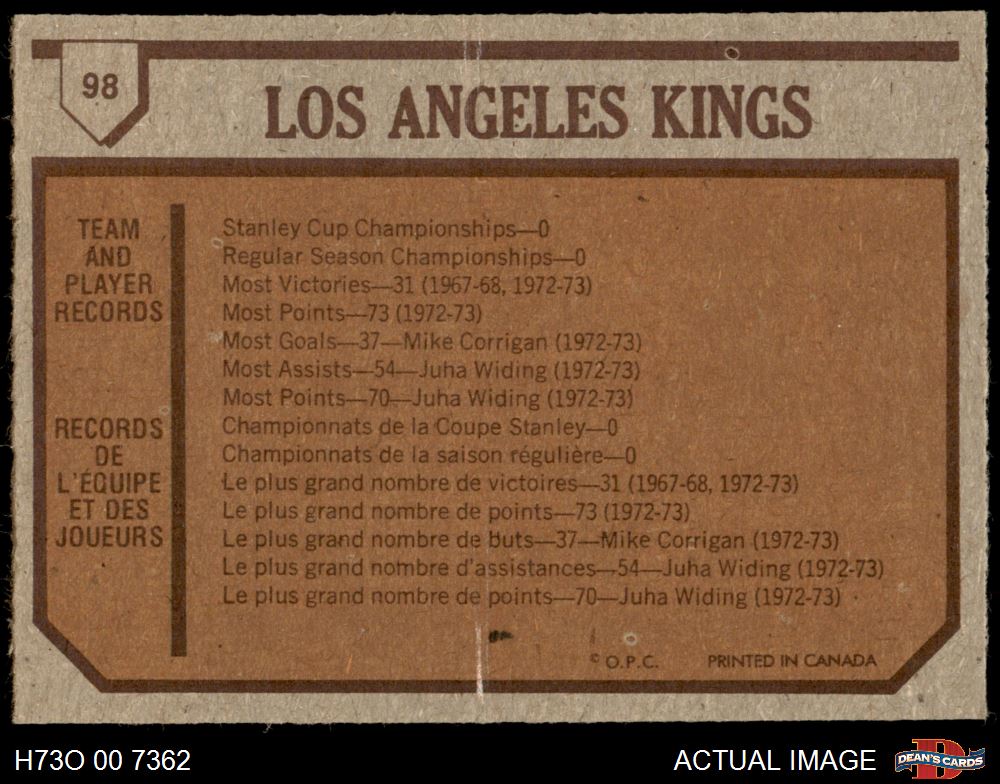 98
LOS ANGELES KINGS
TEAM
AND
PLAYER
RECORDS
Stanley Cup Championships—0
Regular Season Championships—0
Most Victories—31 (1967-68, 1972-73)
Most Points—73 (1972-73)
Most Goals—37—Mike Corrigan (1972-73)
Most Assists—54—Juha Widing (1972-73)
Most Points—70—Juha Widing (1972-73)
RECORDS
DE
L'ÉQUIPE
ET DES
JOUEURS
Championnats de la Coupe Stanley—0
Championnats de la saison régulière—0
Le plus grand nombre de victoires—31 (1967-68, 1972-73)
Le plus grand nombre de points—73 (1972-73)
Le plus grand nombre de buts—37—Mike Corrigan (1972-73)
Le plus grand nombre d'assistances—54—Juha Widing (1972-73)
Le plus grand nombre de points—70—Juha Widing (1972-73)
© O.P.C. PRINTED IN CANADA
H73O 00 7362
ACTUAL IMAGE
D
DEAN'S CARDS